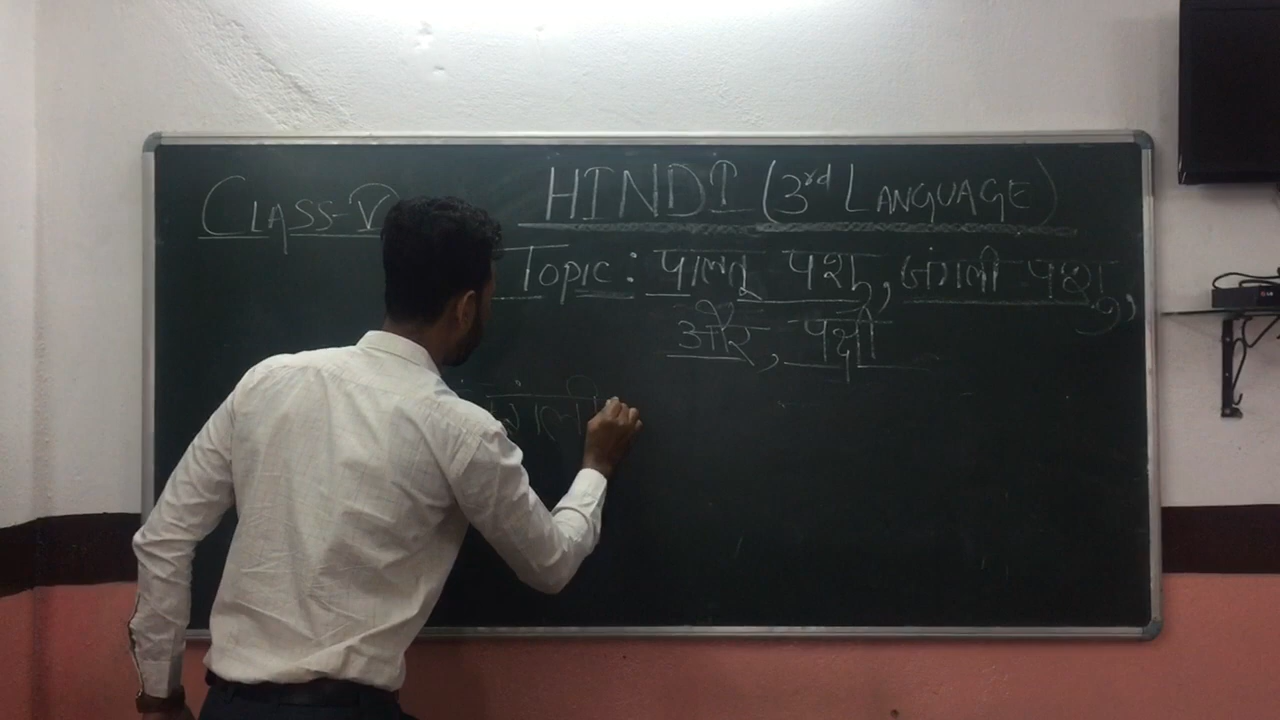 CLASS-V
HINDI (3rd LANGUAGE)
TOPIC: पालतू पशु, जंगली पशु,
और, पक्षी